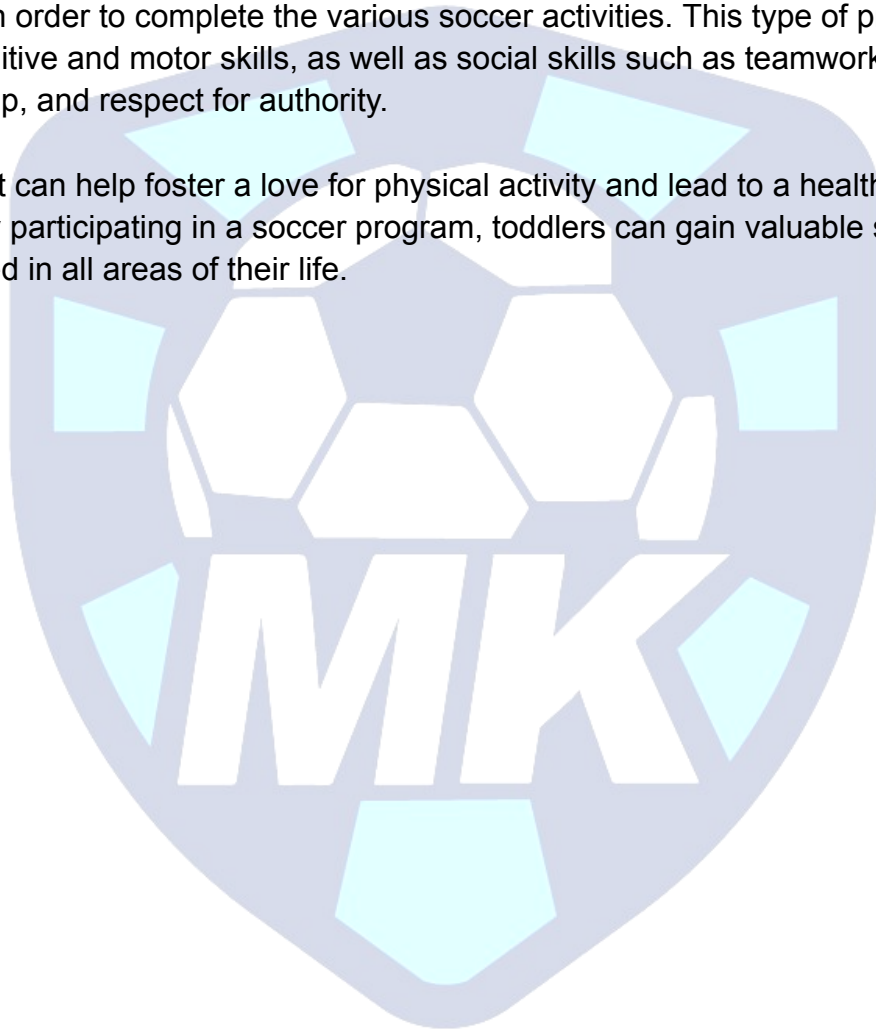 order to complete the various soccer activities. This type of
and motor skills, as well as social skills such as teamwork
and respect for authority.
can help foster a love for physical activity and lead to a
participating in a soccer program, toddlers can gain valuable
in all areas of their life.
MK